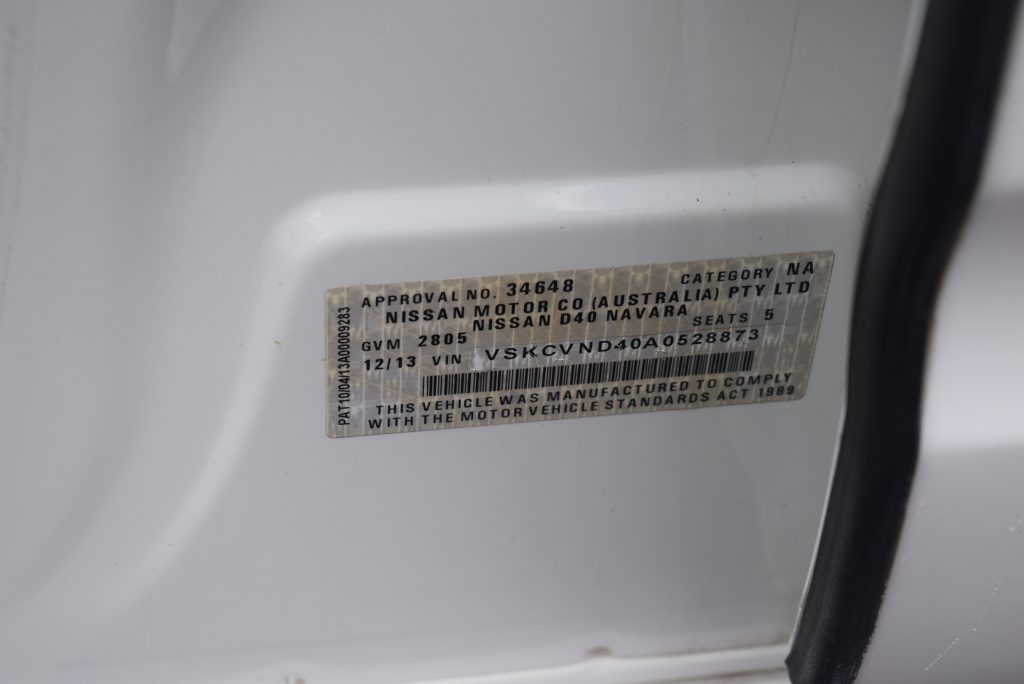 APPROVAL NO. 34648 CATEGORY NA
NISSAN MOTOR CO (AUSTRALIA) PTY LTD
NISSAN D40 NAVARA
GVM 2805 SEATS 5
12/13 VIN VSKCVND40A0528873
THIS VEHICLE WAS MANUFACTURED TO COMPLY
WITH THE MOTOR VEHICLE STANDARDS ACT 1989
PAT10/04/13A00009283